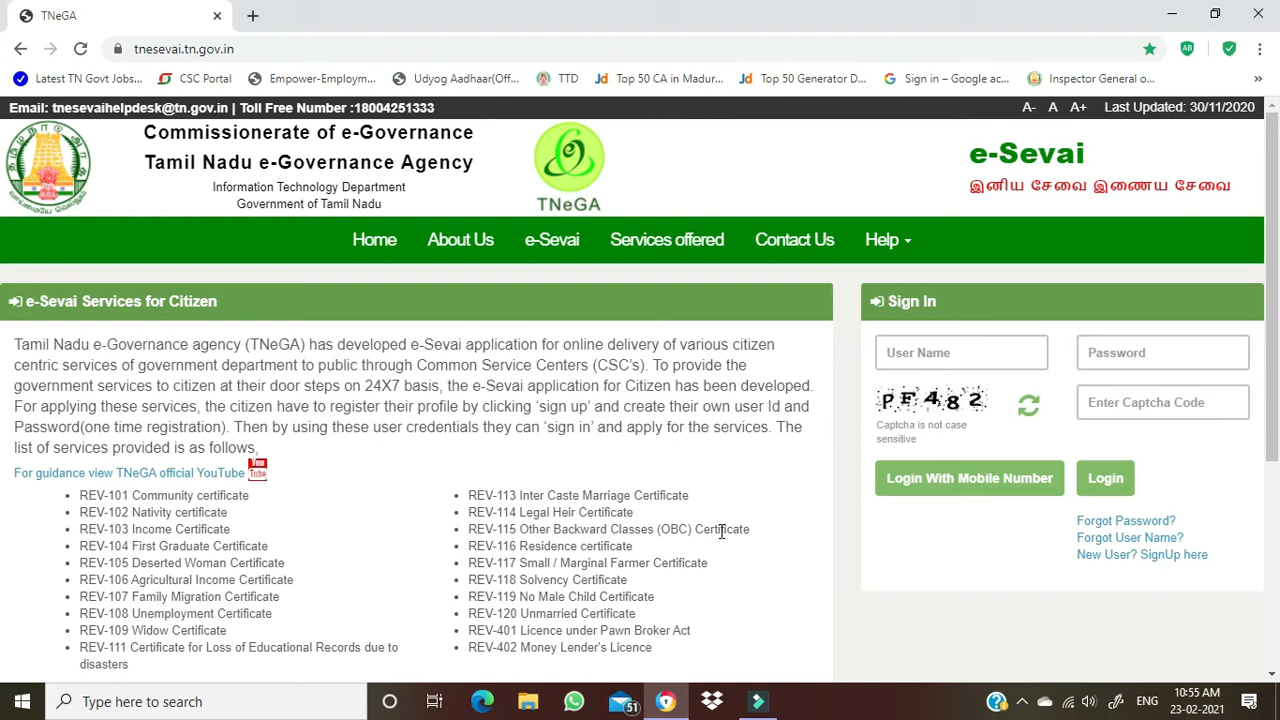 TNeGA
tnesevai.tn.gov.in
Latest TN Govt Jobs... CSC Portal Empower-Employm... Udyog Aadhaar(Offi... TTD Top 50 CA in Madur... Top 50 Generator D... Sign in – Google ac... Inspector General o... »
Email: tnesevaihelpdesk@tn.gov.in | Toll Free Number :18004251333
A- A A+ Last Updated: 30/11/2020
Commissionerate of e-Governance
Tamil Nadu e-Governance Agency
Information Technology Department
Government of Tamil Nadu
TNeGA
e-Sevai
இனிய சேவை இணைய சேவை
Home About Us e-Sevai Services offered Contact Us Help
e-Sevai Services for Citizen
Tamil Nadu e-Governance agency (TNeGA) has developed e-Sevai application for online delivery of various citizen
centric services of government department to public through Common Service Centers (CSC's). To provide the
government services to citizen at their door steps on 24X7 basis, the e-Sevai application for Citizen has been developed.
For applying these services, the citizen have to register their profile by clicking 'sign up' and create their own user Id and
Password(one time registration). Then by using these user credentials they can 'sign in' and apply for the services. The
list of services provided is as follows,
For guidance view TNeGA official YouTube You Tube
REV-101 Community certificate
REV-102 Nativity certificate
REV-103 Income Certificate
REV-104 First Graduate Certificate
REV-105 Deserted Woman Certificate
REV-106 Agricultural Income Certificate
REV-107 Family Migration Certificate
REV-108 Unemployment Certificate
REV-109 Widow Certificate
REV-111 Certificate for Loss of Educational Records due to
disasters
REV-113 Inter Caste Marriage Certificate
REV-114 Legal Heir Certificate
REV-115 Other Backward Classes (OBC) Certificate
REV-116 Residence certificate
REV-117 Small / Marginal Farmer Certificate
REV-118 Solvency Certificate
REV-119 No Male Child Certificate
REV-120 Unmarried Certificate
REV-401 Licence under Pawn Broker Act
REV-402 Money Lender's Licence
Sign In
User Name Password
PF482 Enter Captcha Code
Captcha is not case
sensitive
Login With Mobile Number Login
Forgot Password?
Forgot User Name?
New User? SignUp here
Type here to search
51
ENG
10:55 AM
23-02-2021